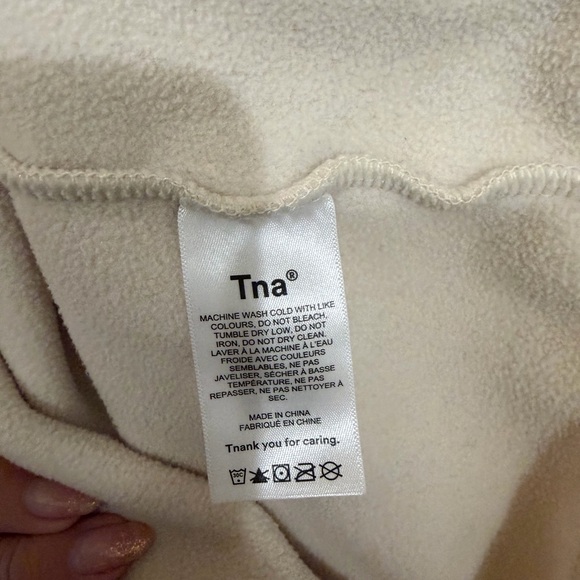 Tna®
MACHINE WASH COLD WITH LIKE
COLOURS, DO NOT BLEACH,
TUMBLE DRY LOW, DO NOT
IRON, DO NOT DRY CLEAN.
LAVER À LA MACHINE À L'EAU
FROIDE AVEC COULEURS
SEMBLABLES, NE PAS
JAVELISER, SÉCHER À BASSE
TEMPÉRATURE, NE PAS
REPASSER, NE PAS NETTOYER À
SEC.
MADE IN CHINA
FABRIQUÉ EN CHINE
Tnank you for caring.
30C